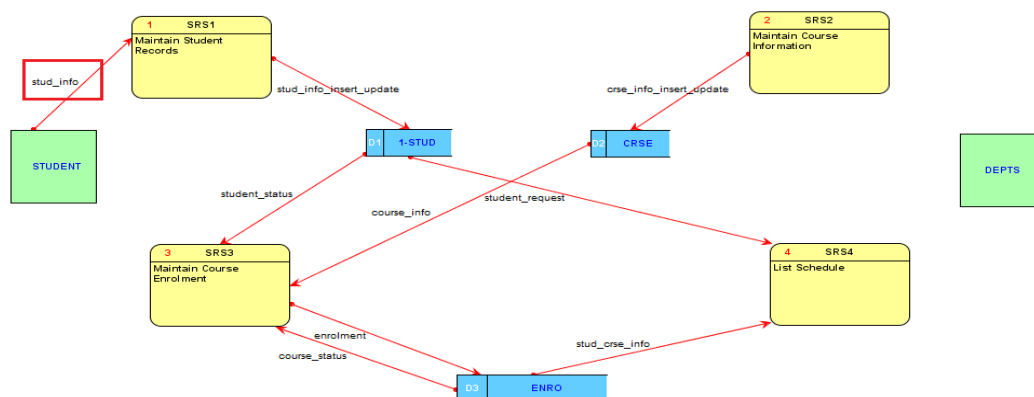 1 SRS1
Maintain Student
Records
2 SRS2
Maintain Course
Information
stud_info
stud_info_insert_update
crse_info_insert_update
STUDENT
D1 1-STUD
D2 CRSE
DEPTS
student_status
student_request
course_info
3 SRS3
Maintain Course
Enrolment
4 SRS4
List Schedule
enrolment
stud_crse_info
course_status
D3 ENRO